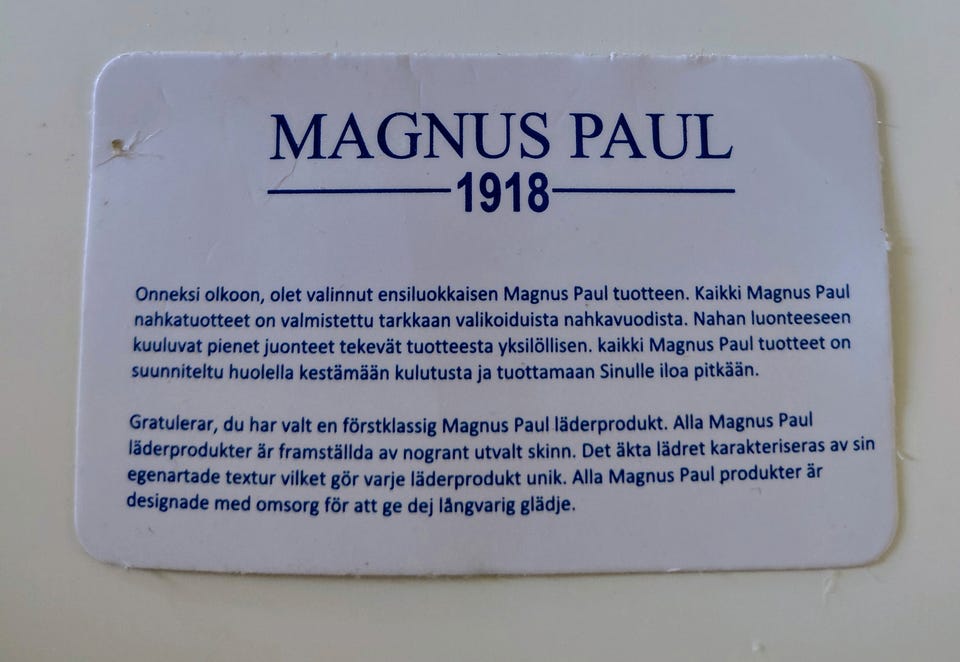 MAGNUS PAUL
1918
Onneksi olkoon, olet valinnut ensiluokkaisen Magnus Paul tuotteen. Kaikki Magnus Paul
nahkatuotteet on valmistettu tarkkaan valikoiduista nahkavuodista. Nahan luonteeseen
kuuluvat pienet juonteet tekevät tuotteesta yksilöllisen. kaikki Magnus Paul tuotteet on
suunniteltu huolella kestämään kulutusta ja tuottamaan Sinulle iloa pitkään.
Gratulerar, du har valt en förstklassig Magnus Paul läderprodukt. Alla Magnus Paul
läderprodukter är framställda av nogrant utvalt skinn. Det äkta lädret karakteriseras av sin
egenartade textur vilket gör varje läderprodukt unik. Alla Magnus Paul produkter är
designade med omsorg för att ge dej långvarig glädje.